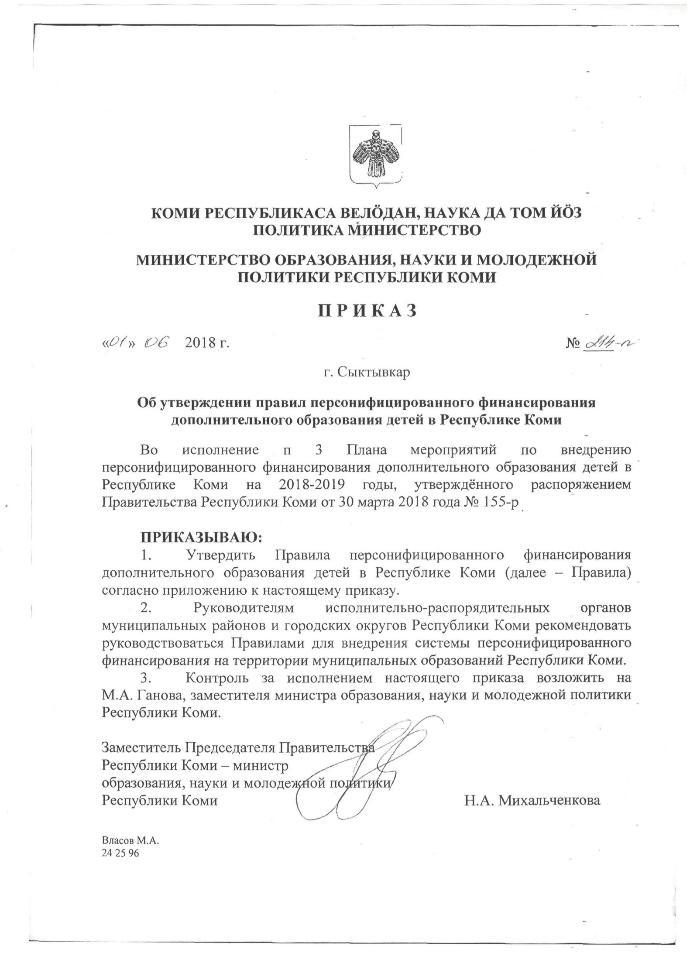 КОМИ РЕСПУБЛИКАСА ВЕЛӦДАН, НАУКА ДА ТОМ ЙӦЗ
ПОЛИТИКА МИНИСТЕРСТВО
МИНИСТЕРСТВО ОБРАЗОВАНИЯ, НАУКИ И МОЛОДЕЖНОЙ
ПОЛИТИКИ РЕСПУБЛИКИ КОМИ
П Р И К А З
«01» 06 2018 г. № 214-п
г. Сыктывкар
Об утверждении правил персонифицированного финансирования
дополнительного образования детей в Республике Коми
Во исполнение п 3 Плана мероприятий по внедрению
персонифицированного финансирования дополнительного образования детей в
Республике Коми на 2018-2019 годы, утверждённого распоряжением
Правительства Республики Коми от 30 марта 2018 года № 155-р
ПРИКАЗЫВАЮ:
1. Утвердить Правила персонифицированного финансирования
дополнительного образования детей в Республике Коми (далее – Правила)
согласно приложению к настоящему приказу.
2. Руководителям исполнительно-распорядительных органов
муниципальных районов и городских округов Республики Коми рекомендовать
руководствоваться Правилами для внедрения системы персонифицированного
финансирования на территории муниципальных образований Республики Коми.
3. Контроль за исполнением настоящего приказа возложить на
М.А. Ганова, заместителя министра образования, науки и молодежной политики
Республики Коми.
Заместитель Председателя Правительства
Республики Коми – министр
образования, науки и молодежной политики
Республики Коми Н.А. Михальченкова
Власов М.А.
24 25 96